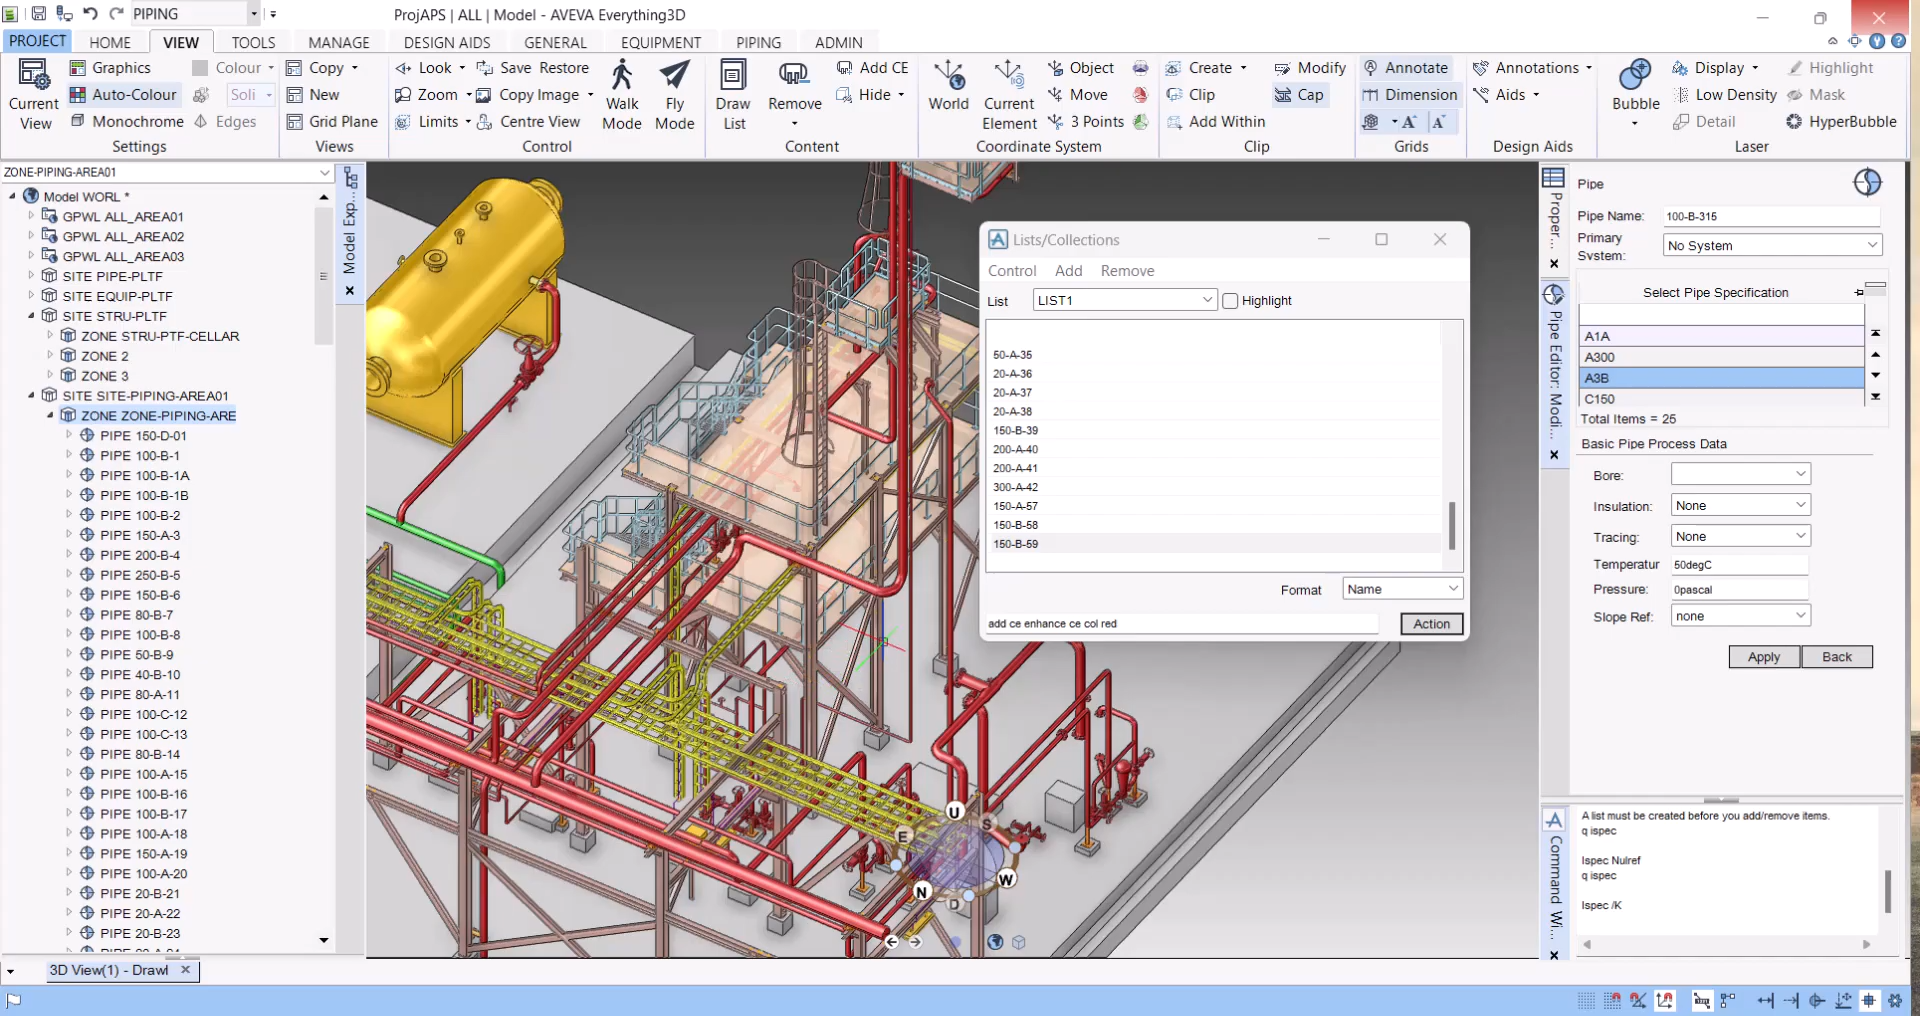 PIPING
ProjAPS | ALL | Model - AVEVA Everything3D
PROJECT
HOME
VIEW
TOOLS
MANAGE
DESIGN AIDS
GENERAL
EQUIPMENT
PIPING
ADMIN
Current View
Graphics
Auto-Colour
Monochrome
Colour
Soli
Edges
Settings
Copy
New
Grid Plane
Views
Look
Zoom
Limits
Save
Restore
Copy Image
Centre View
Walk Mode
Fly Mode
Control
Draw List
Remove
Add CE
Hide
Content
World
Current Element
Object
Move
3 Points
Coordinate System
Create
Clip
Add Within
Modify
Cap
Clip
Annotate
Dimension
A
A
Grids
Annotations
Aids
Design Aids
Bubble
Display
Low Density
Detail
Highlight
Mask
HyperBubble
Laser
ZONE-PIPING-AREA01
Model WORL *
GPWL ALL_AREA01
GPWL ALL_AREA02
GPWL ALL_AREA03
SITE PIPE-PLTF
SITE EQUIP-PLTF
SITE STRU-PLTF
ZONE STRU-PTF-CELLAR
ZONE 2
ZONE 3
SITE SITE-PIPING-AREA01
ZONE ZONE-PIPING-ARE
PIPE 150-D-01
PIPE 100-B-1
PIPE 100-B-1A
PIPE 100-B-1B
PIPE 100-B-2
PIPE 150-A-3
PIPE 200-B-4
PIPE 250-B-5
PIPE 150-B-6
PIPE 80-B-7
PIPE 100-B-8
PIPE 50-B-9
PIPE 40-B-10
PIPE 80-A-11
PIPE 100-C-12
PIPE 100-C-13
PIPE 80-B-14
PIPE 100-A-15
PIPE 100-B-16
PIPE 100-B-17
PIPE 100-A-18
PIPE 150-A-19
PIPE 100-A-20
PIPE 20-B-21
PIPE 20-A-22
PIPE 20-B-23
Model Exp...
3D View(1) - Drawl
U
E
S
N
W
D
Lists/Collections
Control
Add
Remove
List
LIST1
Highlight
50-A-35
20-A-36
20-A-37
20-A-38
150-B-39
200-A-40
200-A-41
300-A-42
150-A-57
150-B-58
150-B-59
Format
Name
add ce enhance ce col red
Action
Proper...
Pipe Editor: Modi...
Command Wi...
Pipe
Pipe Name: 100-B-315
Primary System: No System
Select Pipe Specification
A1A
A300
A3B
C150
Total Items = 25
Basic Pipe Process Data
Bore:
Insulation: None
Tracing: None
Temperatur 50degC
Pressure: 0pascal
Slope Ref: none
Apply
Back
A list must be created before you add/remove items.
q ispec
Ispec Nulref
q ispec
Ispec /K